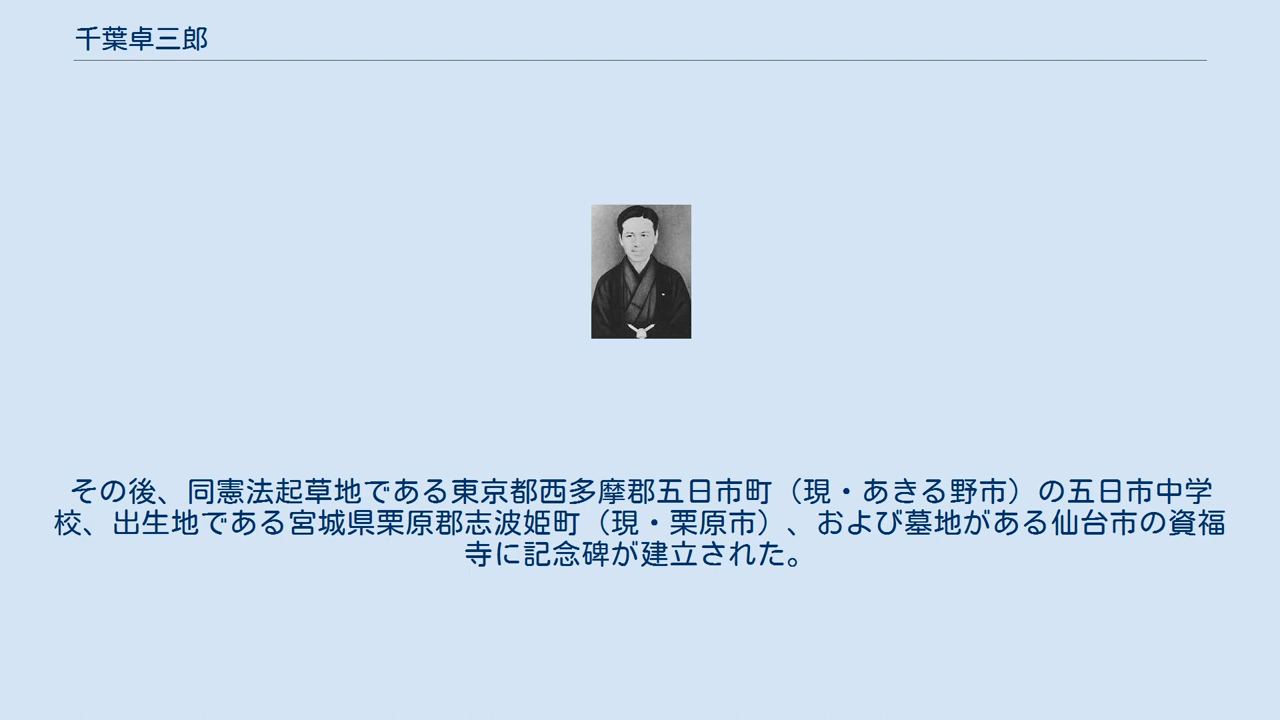 千葉卓三郎
その後、同憲法起草地である東京都西多摩郡五日市町（現・あきる野市）の五日市中学
校、出生地である宮城県栗原郡志波姫町（現・栗原市）、および墓地がある仙台市の資福
寺に記念碑が建立された。